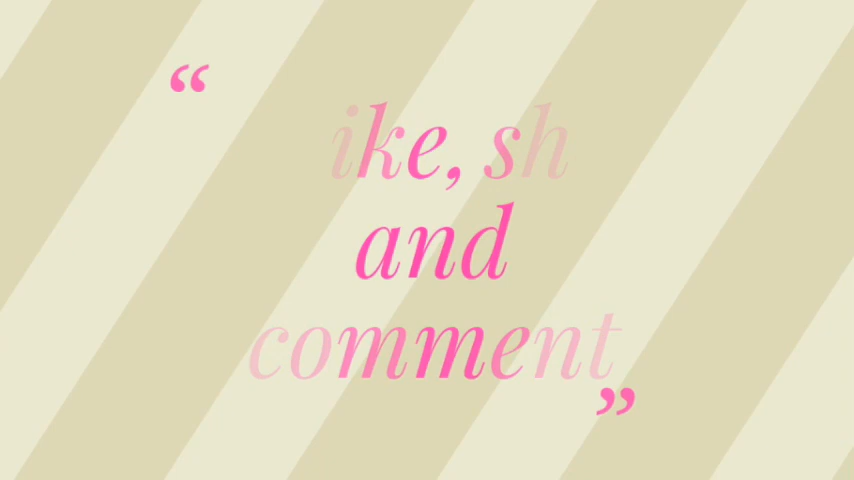 “
ike, sh
and
comment
”